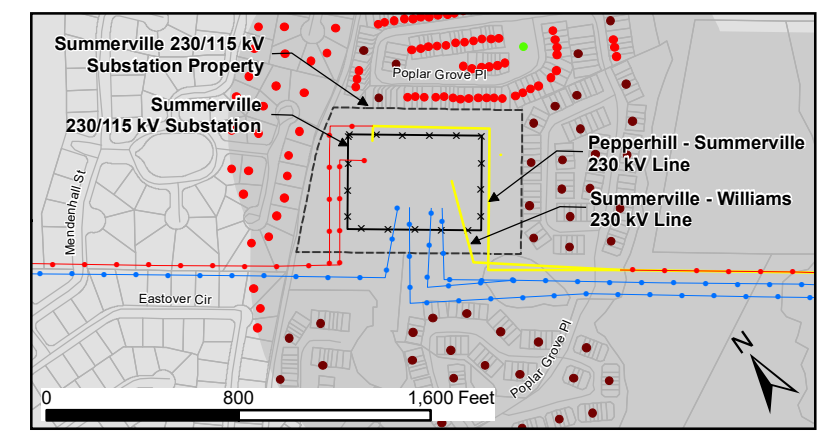 Summerville 230/115 kV
Substation Property
Poplar Grove Pl
Summerville
230/115 kV Substation
Pepperhill - Summerville
230 kV Line
Summerville - Williams
230 kV Line
Mendenhall St
Eastover Cir
Poplar Grove Pl
N
0 800 1,600 Feet